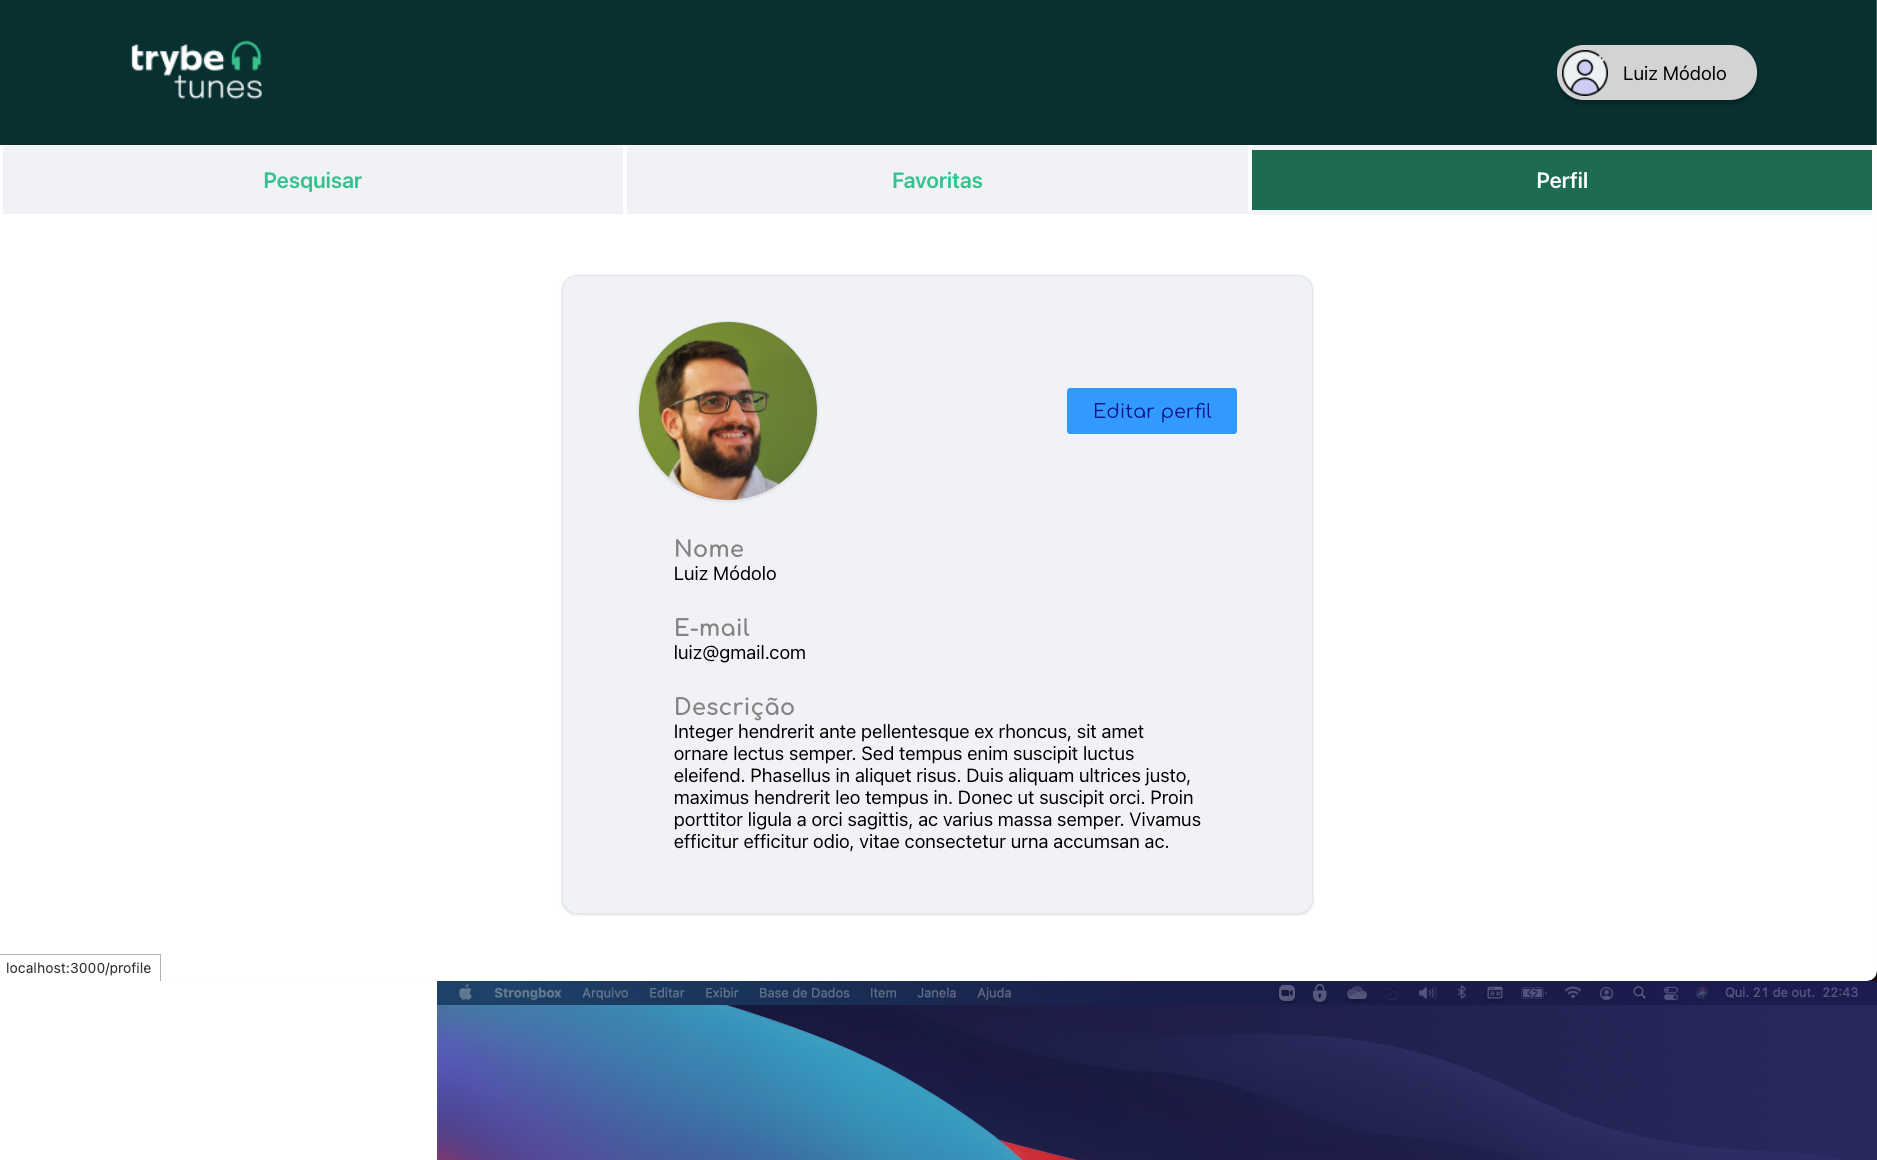 trybe
tunes
Luiz Módolo
Pesquisar
Favoritas
Perfil
Editar perfil
Nome
Luiz Módolo
E-mail
luiz@gmail.com
Descrição
Integer hendrerit ante pellentesque ex rhoncus, sit amet
ornare lectus semper. Sed tempus enim suscipit luctus
eleifend. Phasellus in aliquet risus. Duis aliquam ultrices justo,
maximus hendrerit leo tempus in. Donec ut suscipit orci. Proin
porttitor ligula a orci sagittis, ac varius massa semper. Vivamus
efficitur efficitur odio, vitae consectetur urna accumsan ac.
localhost:3000/profile
Strongbox Arquivo Editar Exibir Base de Dados Item Janela Ajuda Qui. 21 de out. 22:43